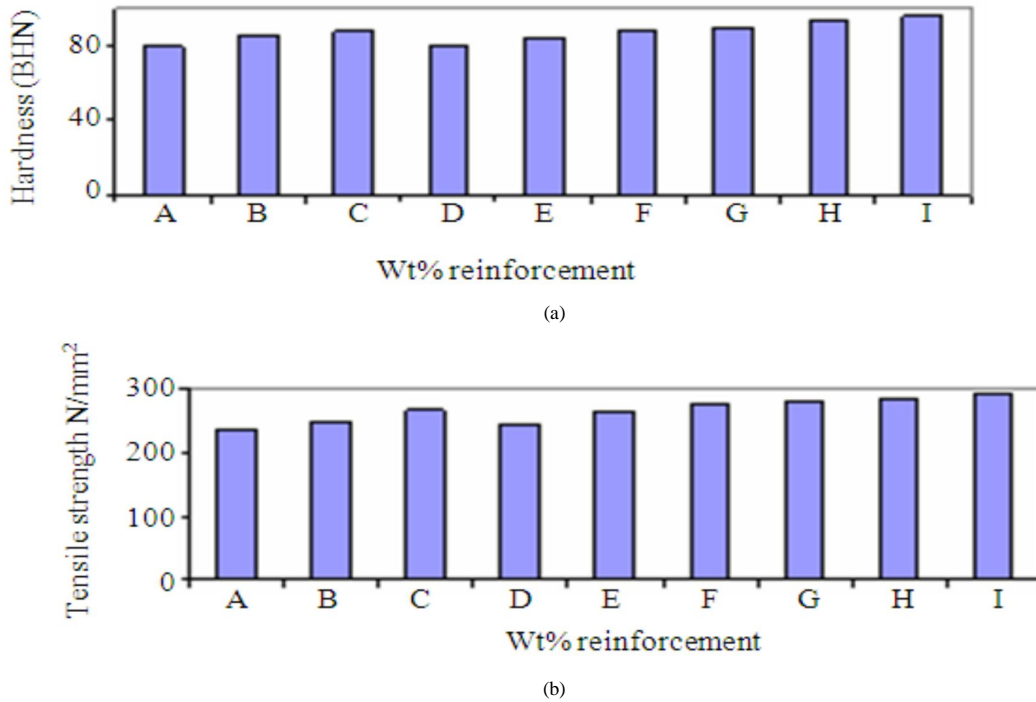 Hardness (BHN)
80
40
0
A B C D E F G H I
Wt% reinforcement
(a)
Tensile strength N/mm²
300
200
100
0
A B C D E F G H I
Wt% reinforcement
(b)